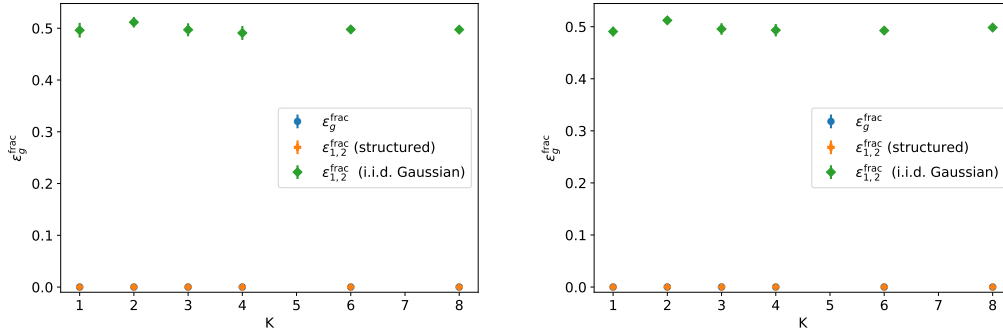 0.5
0.4
0.3
0.2
0.1
0.0
ε_g^frac
1 2 3 4 5 6 7 8
K
ε_g^frac
ε_{1,2}^frac (structured)
ε_{1,2}^frac (i.i.d. Gaussian)
0.5
0.4
0.3
0.2
0.1
0.0
ε_g^frac
1 2 3 4 5 6 7 8
K
ε_g^frac
ε_{1,2}^frac (structured)
ε_{1,2}^frac (i.i.d. Gaussian)